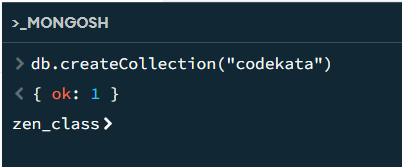 >_MONGOSH
> db.createCollection("codekata")
< { ok: 1 }
zen_class>